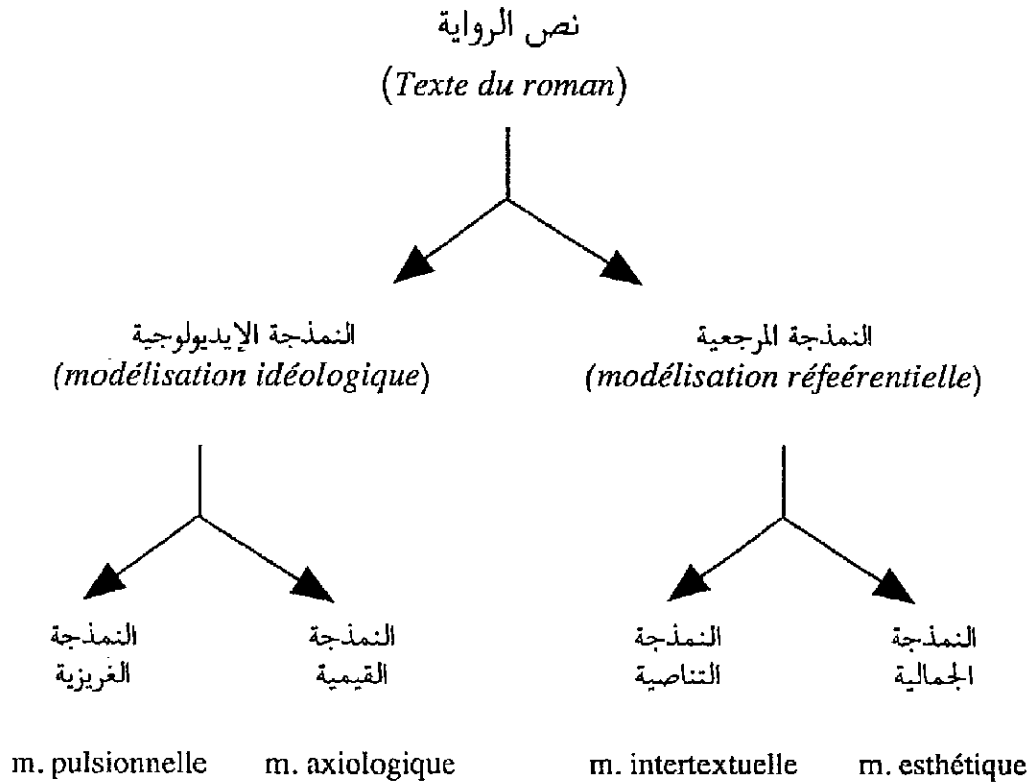 نص الرواية
(Texte du roman)
النمذجة المرجعية
(modélisation réfeérentielle)
النمذجة الإيديولوجية
(modélisation idéologique)
النمذجة
الجمالية
m. esthétique
النمذجة
التناصية
m. intertextuelle
النمذجة
القيمية
m. axiologique
النمذجة
الغريزية
m. pulsionnelle